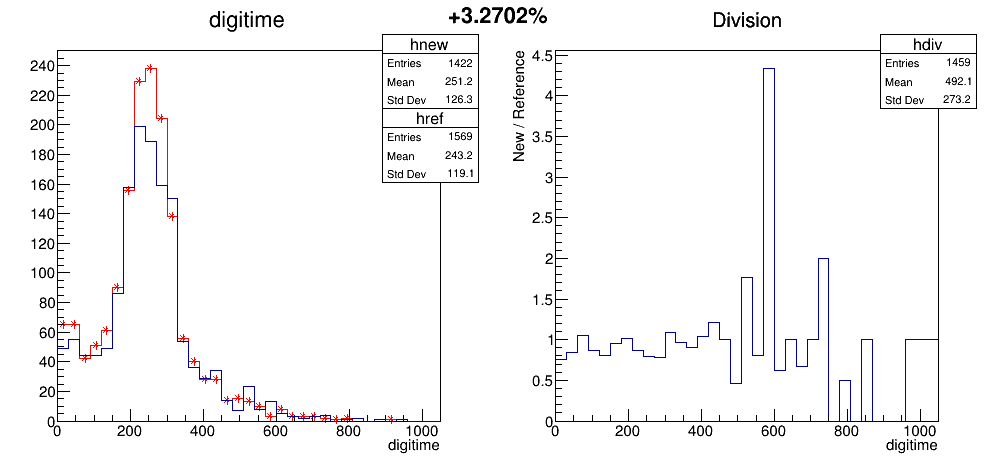 +3.2702%
digitime
hnew
Entries 1422
Mean 251.2
Std Dev 126.3
href
Entries 1569
Mean 243.2
Std Dev 119.1
240
220
200
180
160
140
120
100
80
60
40
20
0
0 200 400 600 800 1000
digitime
Division
hdiv
Entries 1459
Mean 492.1
Std Dev 273.2
New / Reference
4.5
4
3.5
3
2.5
2
1.5
1
0.5
0
0 200 400 600 800 1000
digitime